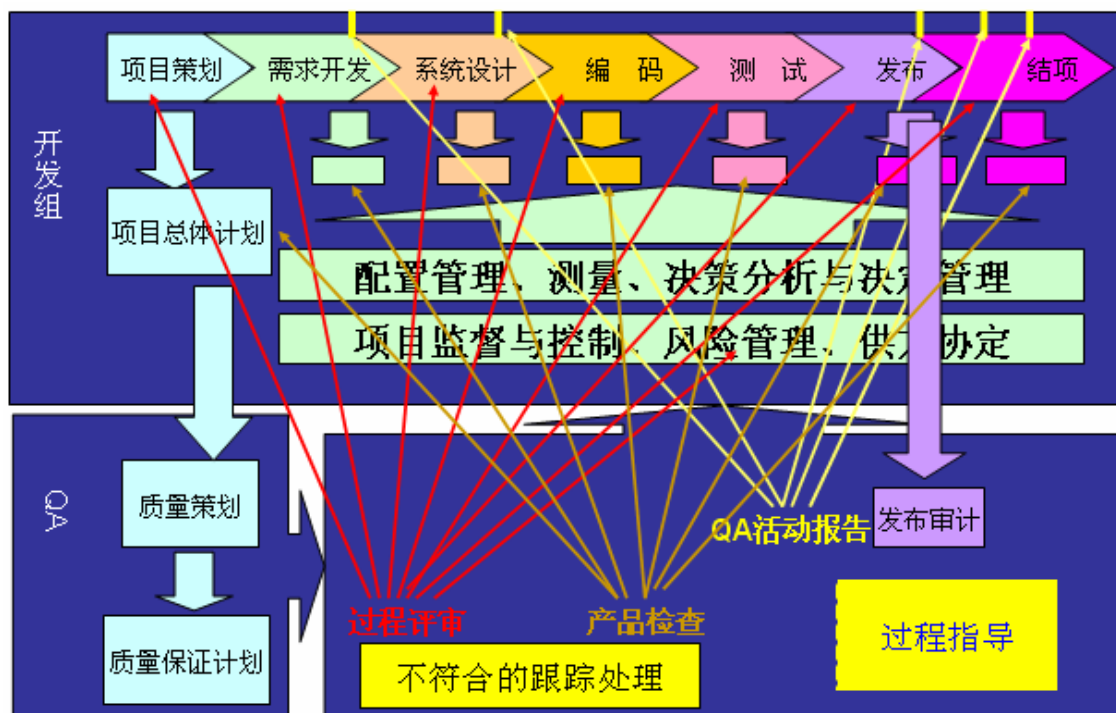 项目策划
需求开发
系统设计
编 码
测 试
发布
结项
开发组
项目总体计划
配置管理、测量、决策分析与决定管理
项目监督与控制、风险管理、供方协定
QA
质量策划
质量保证计划
QA活动报告
发布审计
过程评审
产品检查
过程指导
不符合的跟踪处理